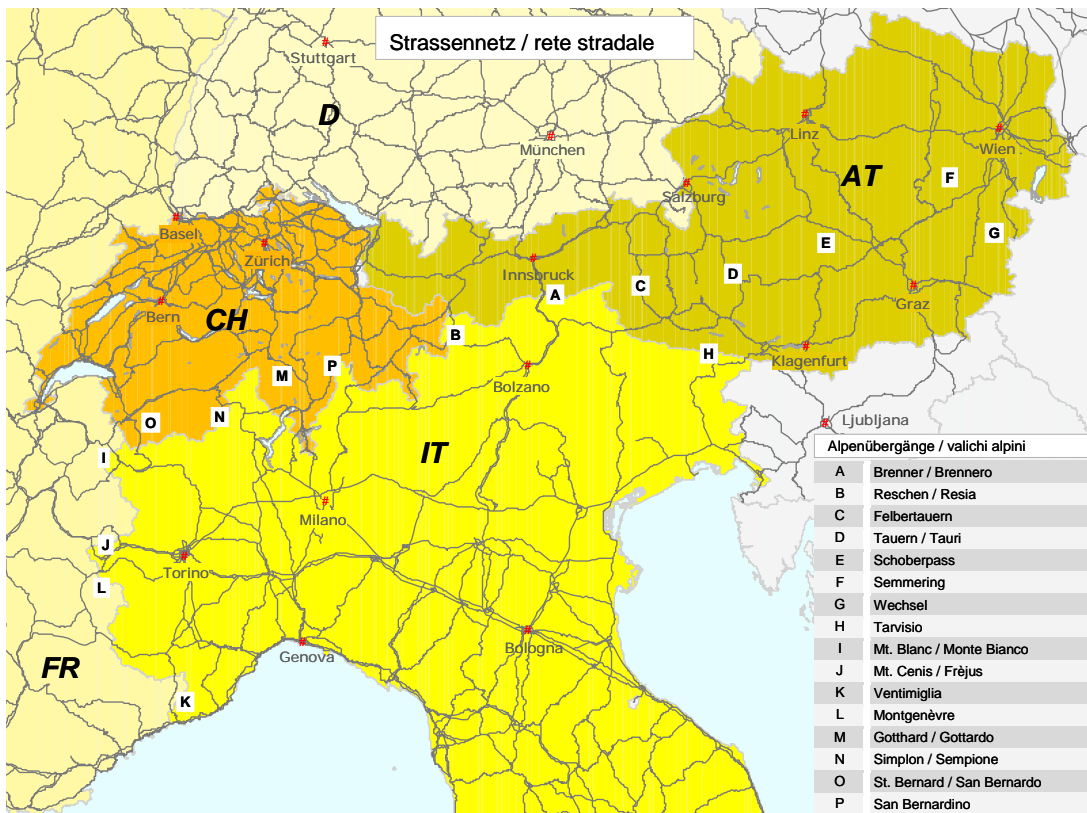 Strassennetz / rete stradale
Stuttgart
D
München
Linz
Wien
AT
F
Salzburg
Basel
Zürich
Innsbruck
E
G
D
C
A
Graz
Bern
CH
B
H
Klagenfurt
M
P
Bolzano
O
N
Ljubljana
I
IT
Milano
J
Torino
L
Bologna
Genova
FR
K
Alpenübergänge / valichi alpini
A Brenner / Brennero
B Reschen / Resia
C Felbertauern
D Tauern / Tauri
E Schoberpass
F Semmering
G Wechsel
H Tarvisio
I Mt. Blanc / Monte Bianco
J Mt. Cenis / Frèjus
K Ventimiglia
L Montgenèvre
M Gotthard / Gottardo
N Simplon / Sempione
O St. Bernard / San Bernardo
P San Bernardino